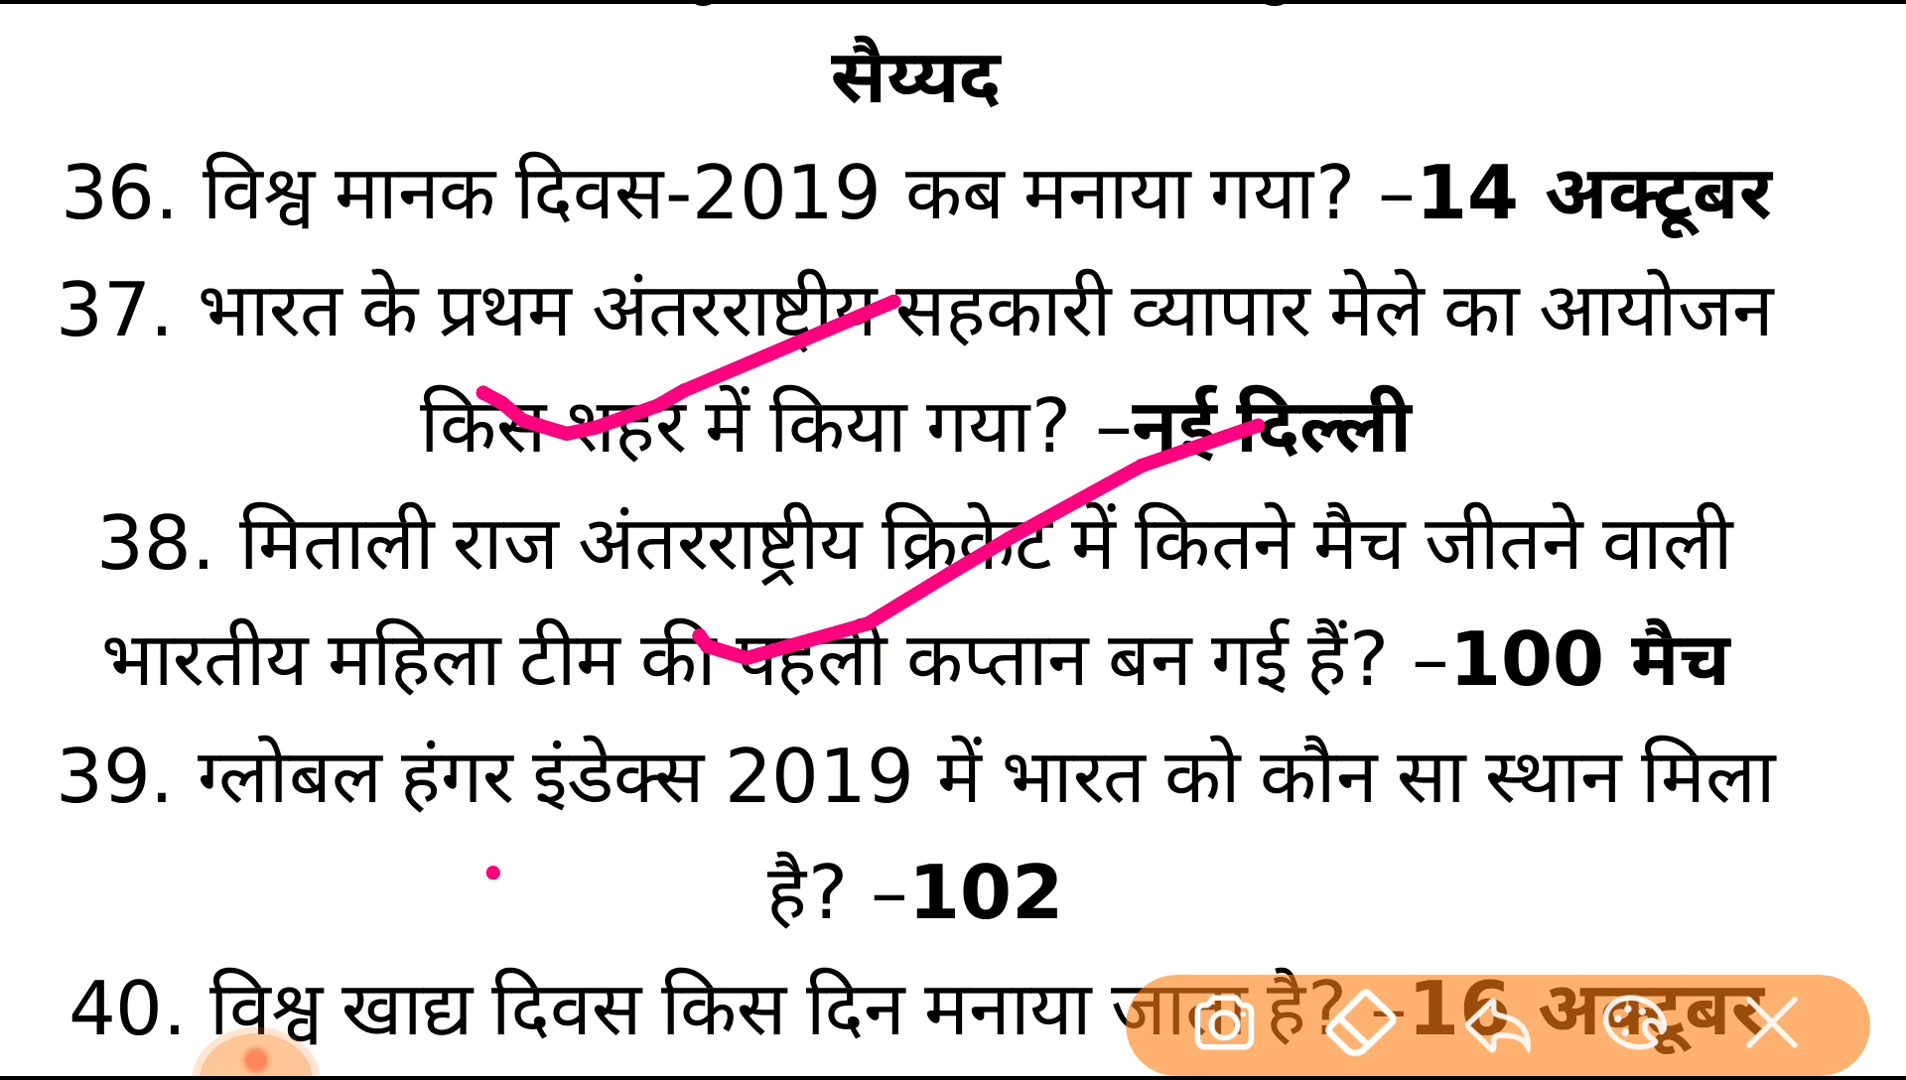 सैय्यद
36. विश्व मानक दिवस-2019 कब मनाया गया? –14 अक्टूबर
37. भारत के प्रथम अंतरराष्ट्रीय सहकारी व्यापार मेले का आयोजन
किस शहर में किया गया? –नई दिल्ली
38. मिताली राज अंतरराष्ट्रीय क्रिकेट में कितने मैच जीतने वाली
भारतीय महिला टीम की पहली कप्तान बन गई हैं? –100 मैच
39. ग्लोबल हंगर इंडेक्स 2019 में भारत को कौन सा स्थान मिला
है? –102
40. विश्व खाद्य दिवस किस दिन मनाया जाता है? –16 अक्टूबर